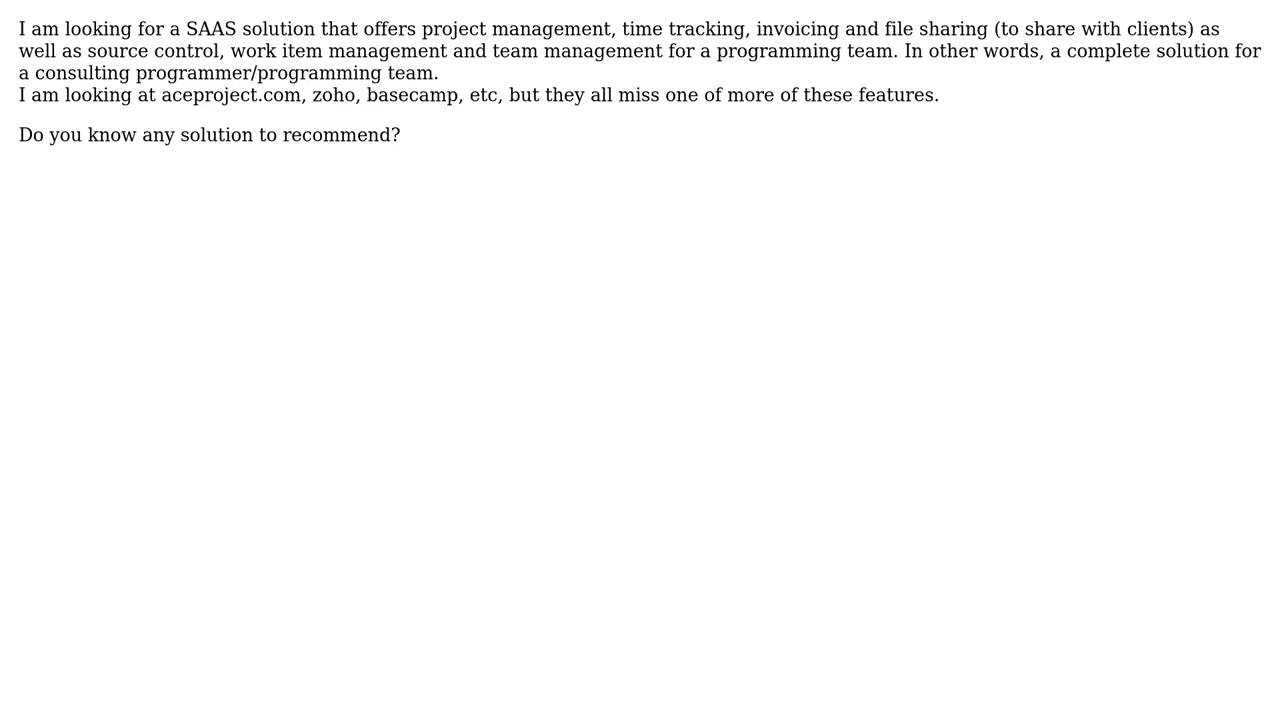 I am looking for a SAAS solution that offers project management, time tracking, invoicing and file sharing (to share with clients) as
well as source control, work item management and team management for a programming team. In other words, a complete solution for
a consulting programmer/programming team.
I am looking at aceproject.com, zoho, basecamp, etc, but they all miss one of more of these features.
Do you know any solution to recommend?